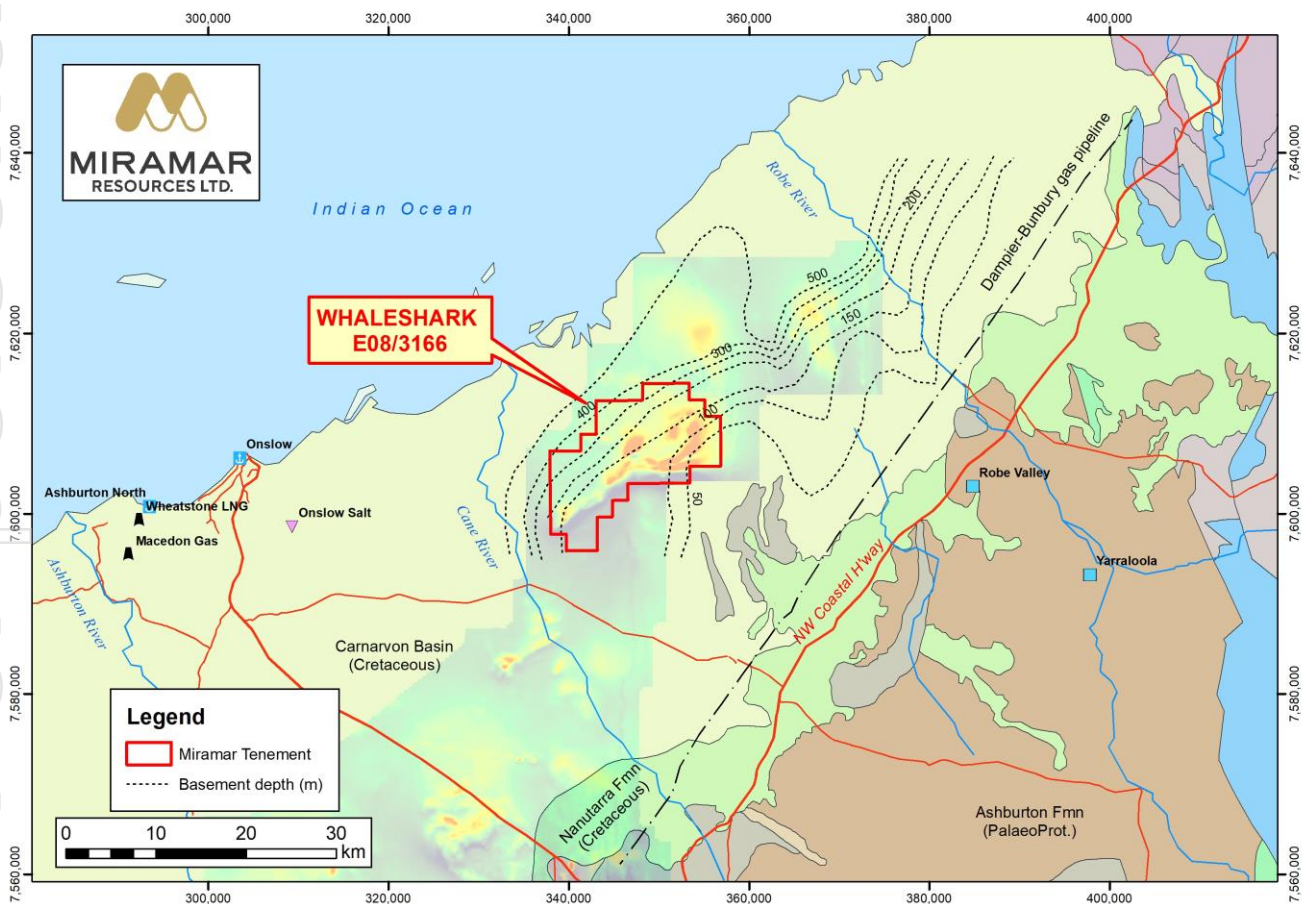 300,000
320,000
340,000
360,000
380,000
400,000
7,640,000
7,620,000
7,600,000
7,580,000
7,560,000
7,640,000
7,620,000
7,600,000
7,580,000
7,560,000
MIRAMAR
RESOURCES LTD.
Indian Ocean
Robe River
Dampier-Bunbury gas pipeline
200
500
150
300
400
100
50
WHALESHARK
E08/3166
Onslow
Ashburton North
Wheatstone LNG
Onslow Salt
Macedon Gas
Ashburton River
Cane River
Robe Valley
Yarraloola
NW Coastal H'way
Carnarvon Basin
(Cretaceous)
Nanutarra Fmn
(Cretaceous)
Ashburton Fmn
(PalaeoProt.)
Legend
Miramar Tenement
Basement depth (m)
0 10 20 30
km
300,000
320,000
340,000
360,000
380,000
400,000